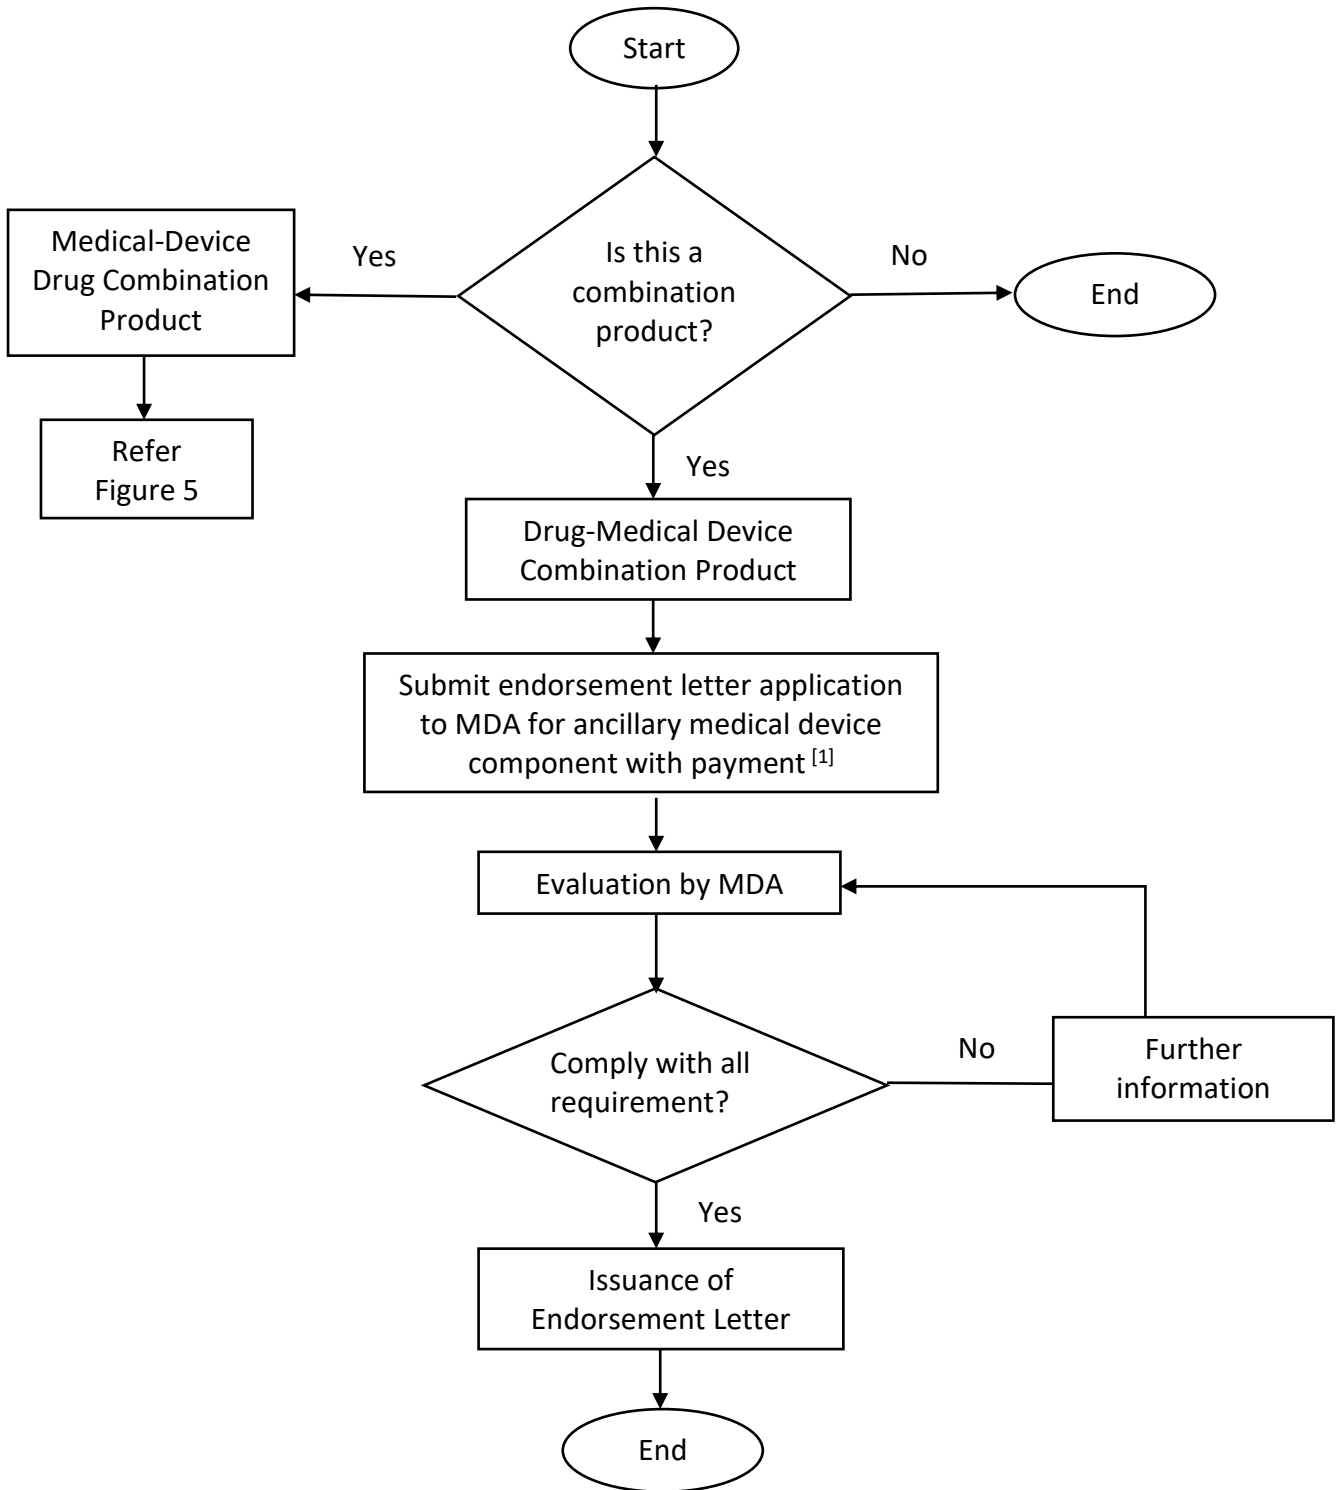 Start
Is this a
combination
product?
Yes
No
Medical-Device
Drug Combination
Product
End
Refer
Figure 5
Yes
Drug-Medical Device
Combination Product
Submit endorsement letter application
to MDA for ancillary medical device
component with payment [1]
Evaluation by MDA
Comply with all
requirement?
No
Further
information
Yes
Issuance of
Endorsement Letter
End